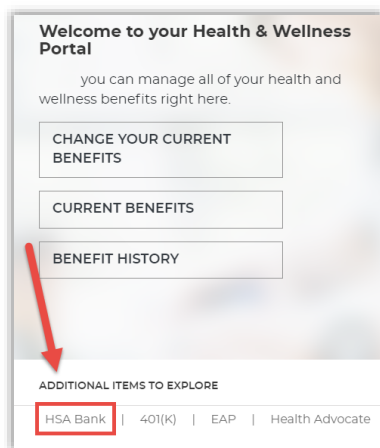 Welcome to your Health & Wellness
Portal
you can manage all of your health and
wellness benefits right here.
CHANGE YOUR CURRENT
BENEFITS
CURRENT BENEFITS
BENEFIT HISTORY
ADDITIONAL ITEMS TO EXPLORE
HSA Bank | 401(K) | EAP | Health Advocate